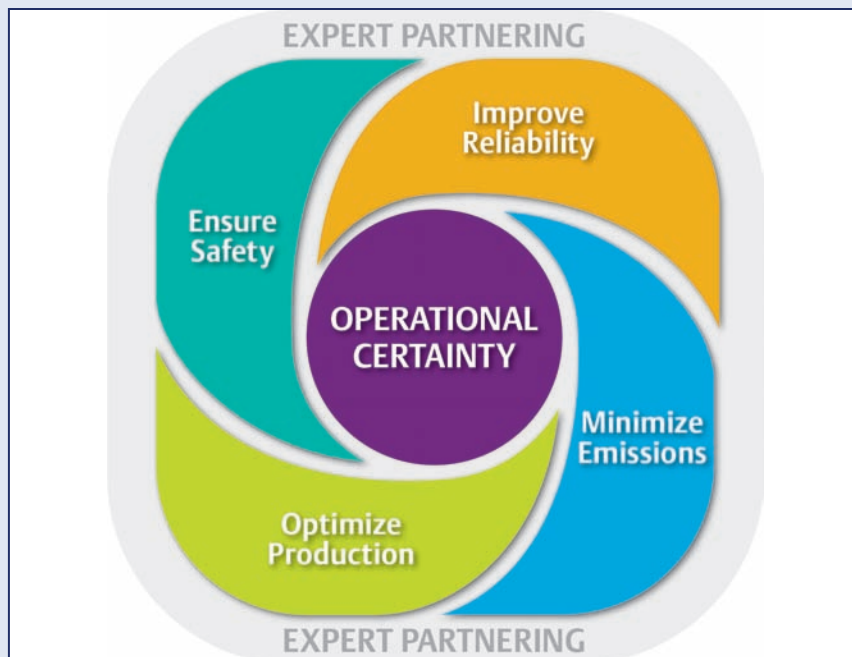 EXPERT PARTNERING
Improve
Reliability
Ensure
Safety
OPERATIONAL
CERTAINTY
Minimize
Emissions
Optimize
Production
EXPERT PARTNERING